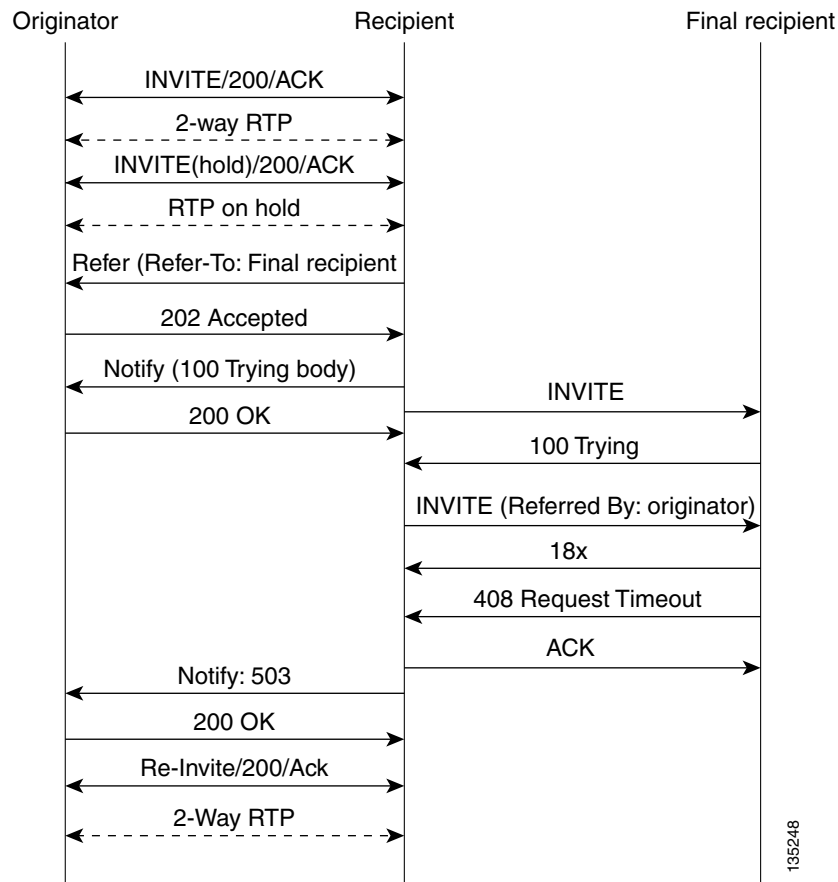 Originator
Recipient
Final recipient
INVITE/200/ACK
2-way RTP
INVITE(hold)/200/ACK
RTP on hold
Refer (Refer-To: Final recipient
202 Accepted
Notify (100 Trying body)
INVITE
200 OK
100 Trying
INVITE (Referred By: originator)
18x
408 Request Timeout
ACK
Notify: 503
200 OK
Re-Invite/200/Ack
2-Way RTP
135248